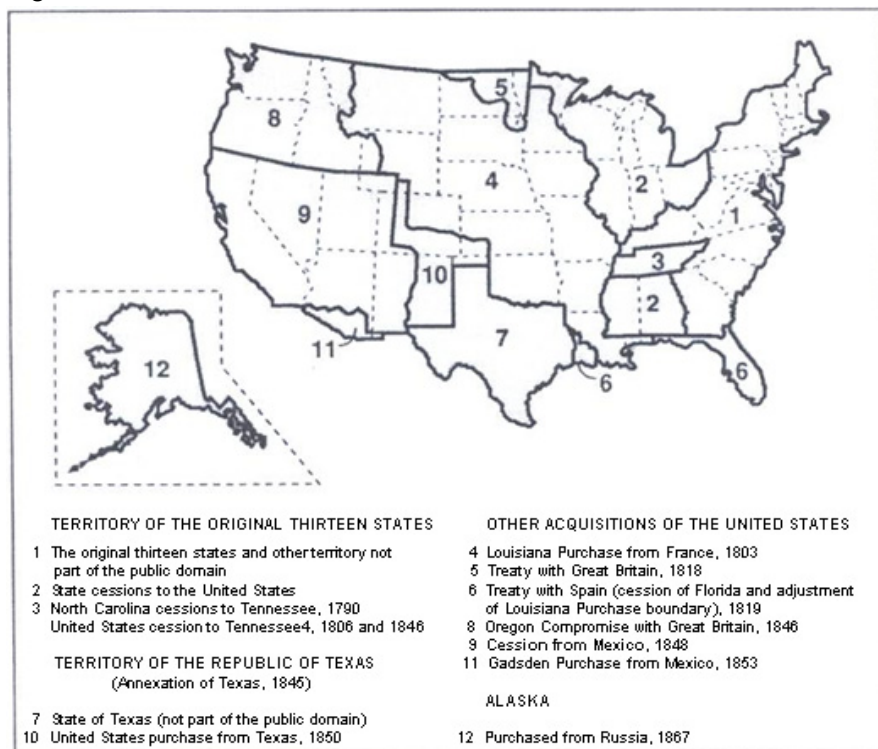 5
8
4
2
9
1
3
10
2
7
11
6
6
12
TERRITORY OF THE ORIGINAL THIRTEEN STATES
1 The original thirteen states and other territory not
part of the public domain
2 State cessions to the United States
3 North Carolina cessions to Tennessee, 1790
United States cession to Tennessee4, 1806 and 1846
TERRITORY OF THE REPUBLIC OF TEXAS
(Annexation of Texas, 1845)
7 State of Texas (not part of the public domain)
10 United States purchase from Texas, 1850
OTHER ACQUISITIONS OF THE UNITED STATES
4 Louisiana Purchase from France, 1803
5 Treaty with Great Britain, 1818
6 Treaty with Spain (cession of Florida and adjustment
of Louisiana Purchase boundary), 1819
8 Oregon Compromise with Great Britain, 1846
9 Cession from Mexico, 1848
11 Gadsden Purchase from Mexico, 1853
ALASKA
12 Purchased from Russia, 1867